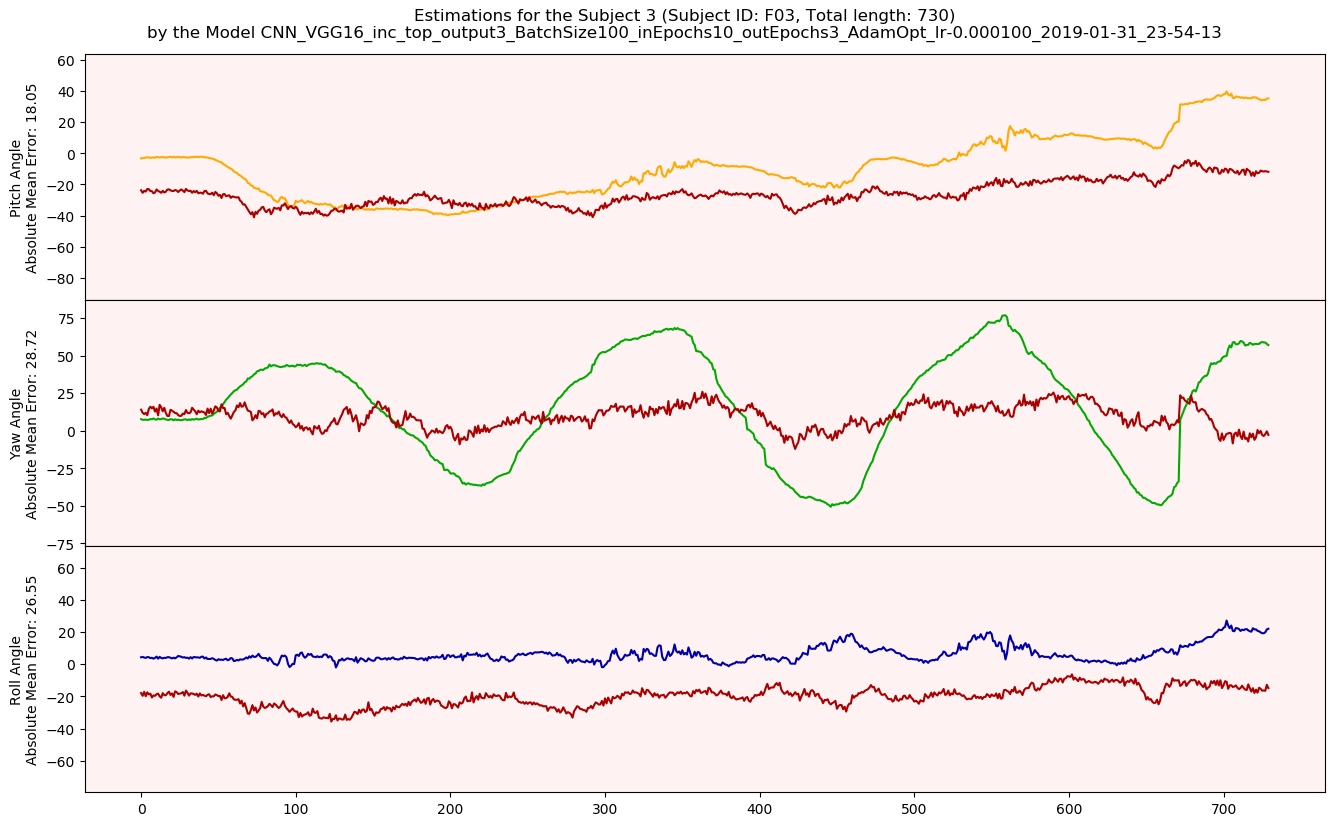 Estimations for the Subject 3 (Subject ID: F03, Total length: 730)
by the Model CNN_VGG16_inc_top_output3_BatchSize100_inEpochs10_outEpochs3_AdamOpt_lr-0.000100_2019-01-31_23-54-13
Pitch Angle
Absolute Mean Error: 18.05
60
40
20
0
−20
−40
−60
−80
Yaw Angle
Absolute Mean Error: 28.72
75
50
25
0
−25
−50
−75
Roll Angle
Absolute Mean Error: 26.55
60
40
20
0
−20
−40
−60
0 100 200 300 400 500 600 700